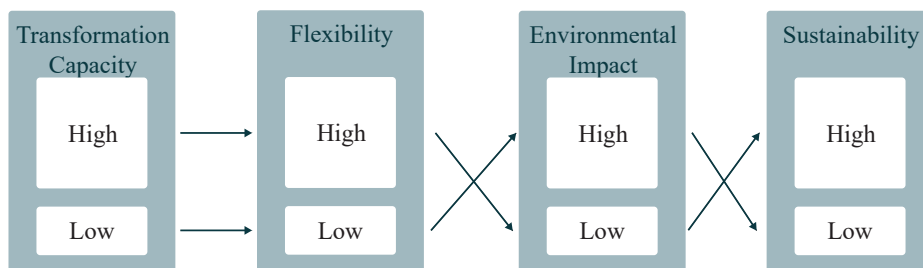 Transformation
Capacity
High
Low
Flexibility
High
Low
Environmental
Impact
High
Low
Sustainability
High
Low